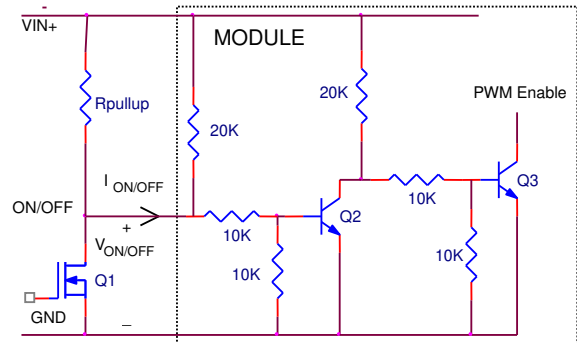 VIN+
MODULE
Rpullup
20K
20K
PWM Enable
I ON/OFF
ON/OFF
+
V ON/OFF
10K
Q2
10K
Q3
10K
10K
Q1
GND
_